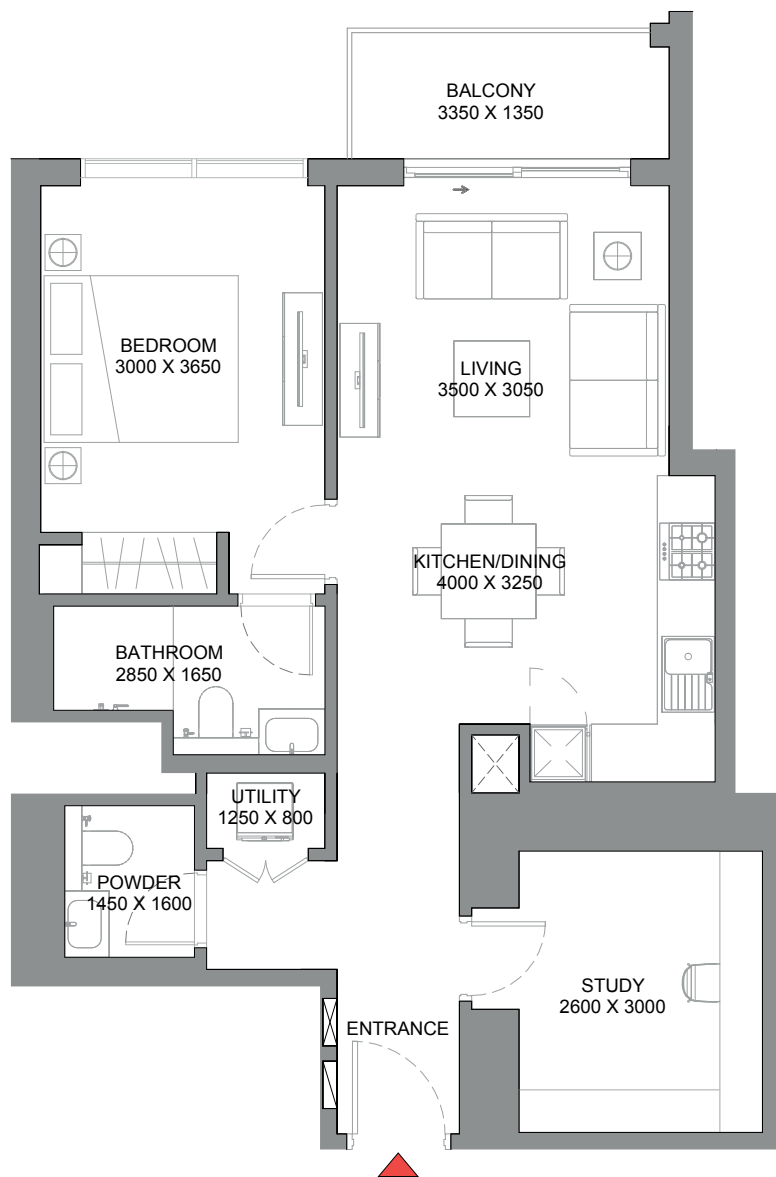 BALCONY
3350 X 1350
BEDROOM
3000 X 3650
LIVING
3500 X 3050
KITCHEN/DINING
4000 X 3250
BATHROOM
2850 X 1650
UTILITY
1250 X 800
POWDER
1450 X 1600
STUDY
2600 X 3000
ENTRANCE